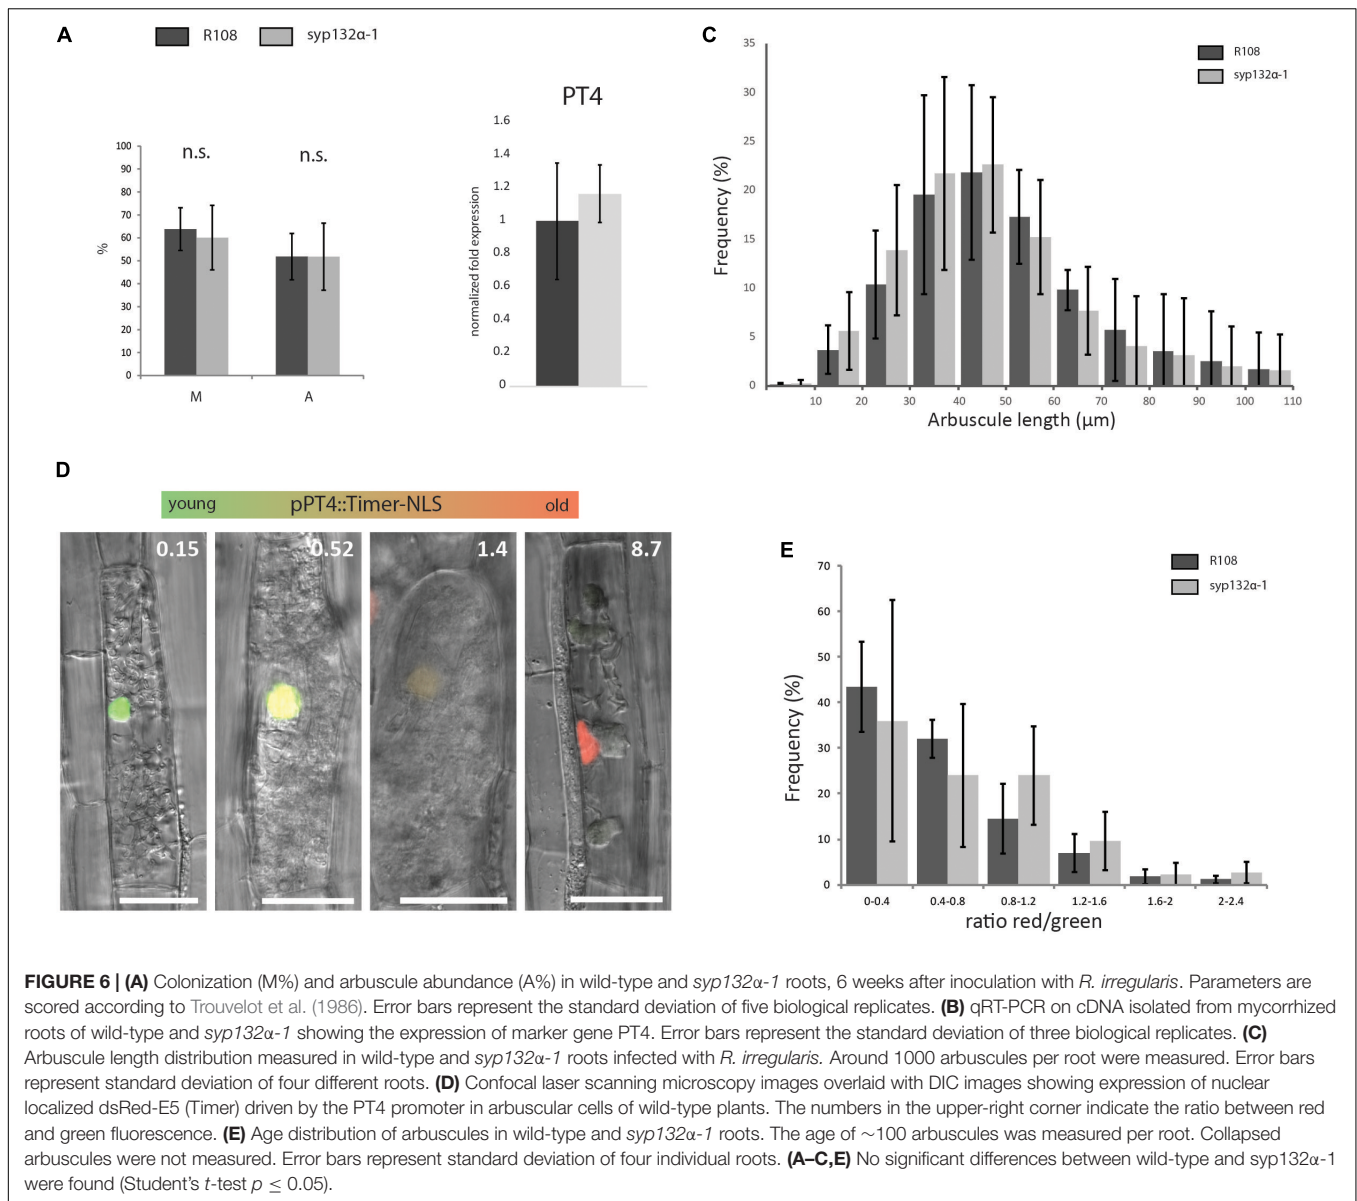 A
R108
syp132α-1
PT4
n.s.
n.s.
%
100
90
80
70
60
50
40
30
20
10
0
M
A
normalized fold expression
1.6
1.4
1.2
1
0.8
0.6
0.4
0.2
0
C
R108
syp132α-1
Frequency (%)
35
30
25
20
15
10
5
0
10 20 30 40 50 60 70 80 90 100 110
Arbuscule length (μm)
D
young pPT4::Timer-NLS old
0.15 0.52 1.4 8.7
E
R108
syp132α-1
Frequency (%)
70
60
50
40
30
20
10
0
0-0.4 0.4-0.8 0.8-1.2 1.2-1.6 1.6-2 2-2.4
ratio red/green
FIGURE 6 | (A) Colonization (M%) and arbuscule abundance (A%) in wild-type and syp132α-1 roots, 6 weeks after inoculation with R. irregularis. Parameters are
scored according to Trouvelot et al. (1986). Error bars represent the standard deviation of five biological replicates. (B) qRT-PCR on cDNA isolated from mycorrhized
roots of wild-type and syp132α-1 showing the expression of marker gene PT4. Error bars represent the standard deviation of three biological replicates. (C)
Arbuscule length distribution measured in wild-type and syp132α-1 roots infected with R. irregularis. Around 1000 arbuscules per root were measured. Error bars
represent standard deviation of four different roots. (D) Confocal laser scanning microscopy images overlaid with DIC images showing expression of nuclear
localized dsRed-E5 (Timer) driven by the PT4 promoter in arbuscular cells of wild-type plants. The numbers in the upper-right corner indicate the ratio between red
and green fluorescence. (E) Age distribution of arbuscules in wild-type and syp132α-1 roots. The age of ∼100 arbuscules was measured per root. Collapsed
arbuscules were not measured. Error bars represent standard deviation of four individual roots. (A–C,E) No significant differences between wild-type and syp132α-1
were found (Student's t-test p ≤ 0.05).